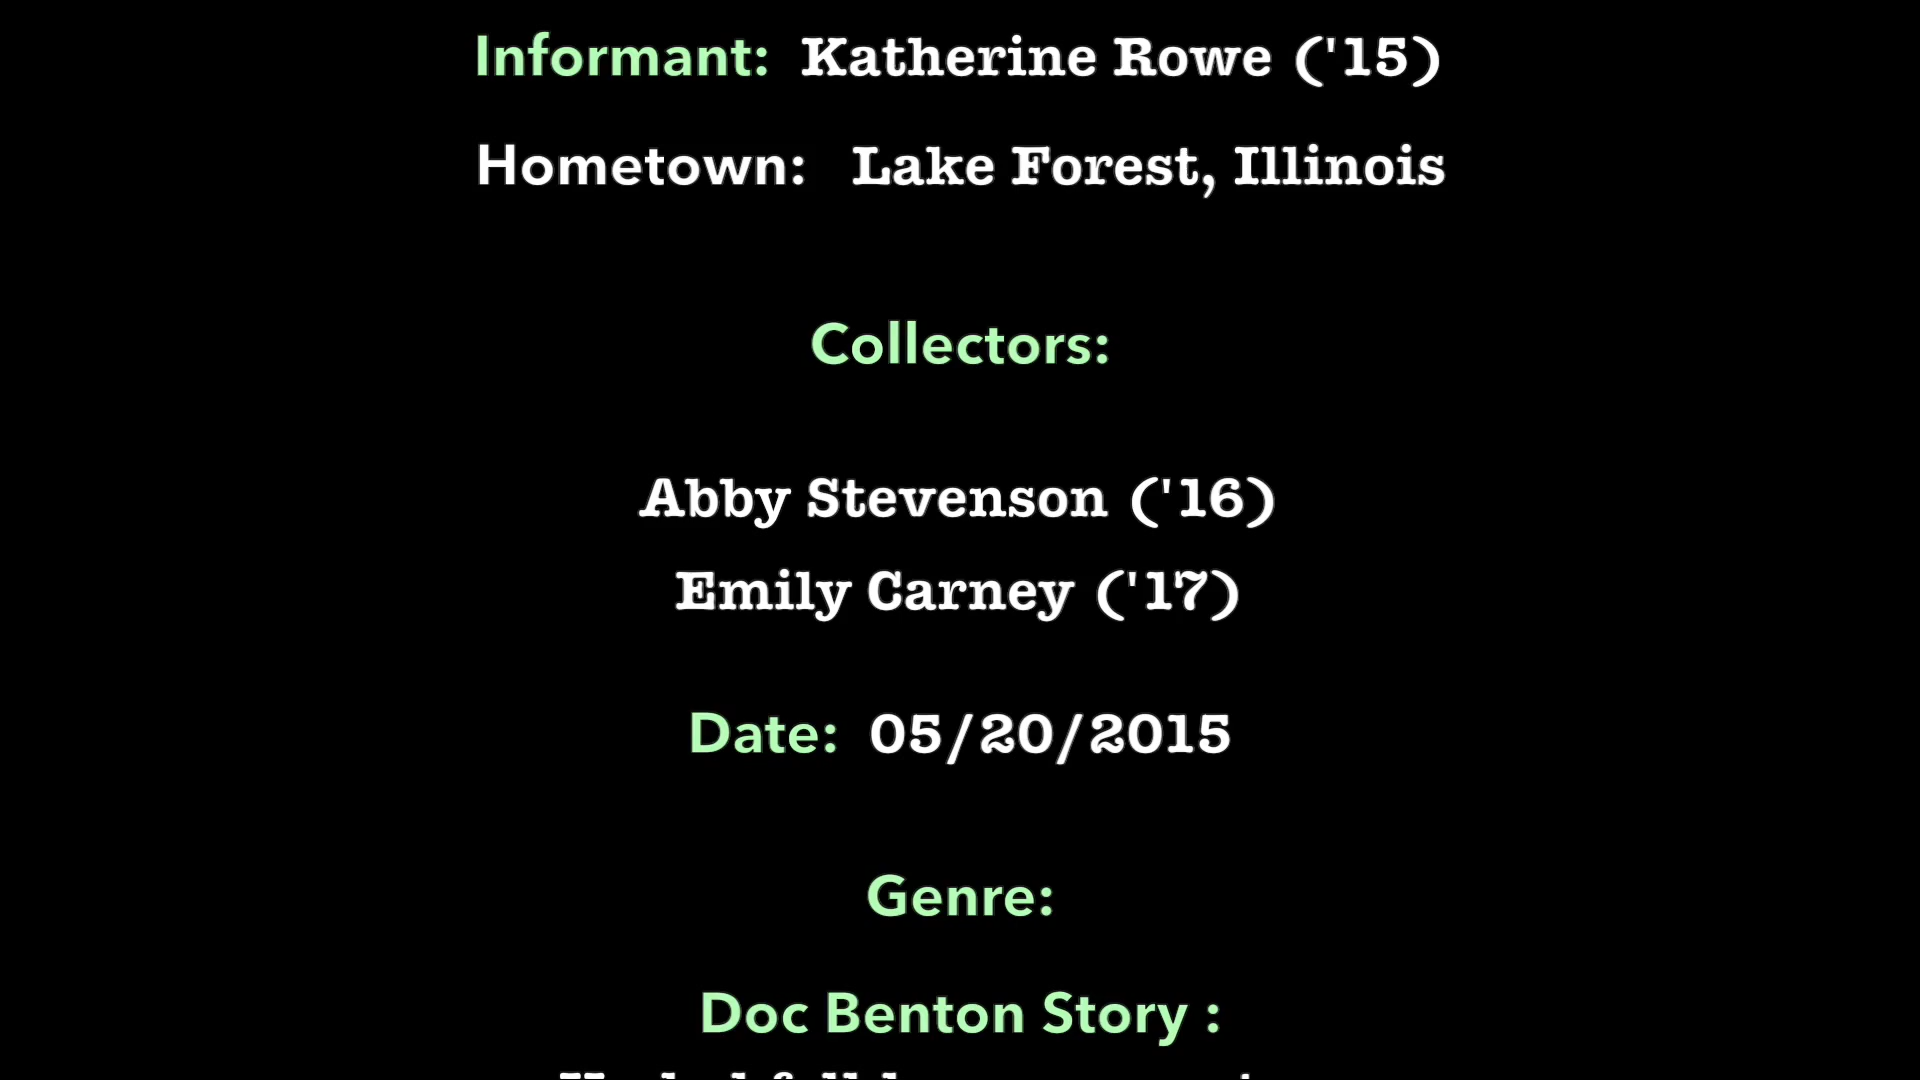 Informant: Katherine Rowe ('15)
Hometown: Lake Forest, Illinois
Collectors:
Abby Stevenson ('16)
Emily Carney ('17)
Date: 05/20/2015
Genre:
Doc Benton Story :